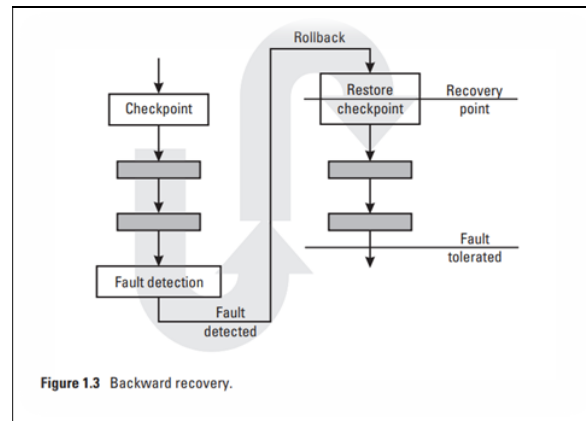 Rollback
Checkpoint
Restore
checkpoint
Recovery
point
Fault detection
Fault
detected
Fault
tolerated
Figure 1.3 Backward recovery.